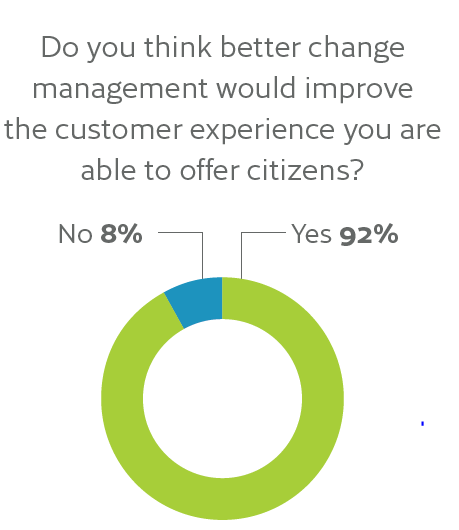 Do you think better change
management would improve
the customer experience you are
able to offer citizens?
No 8% Yes 92%